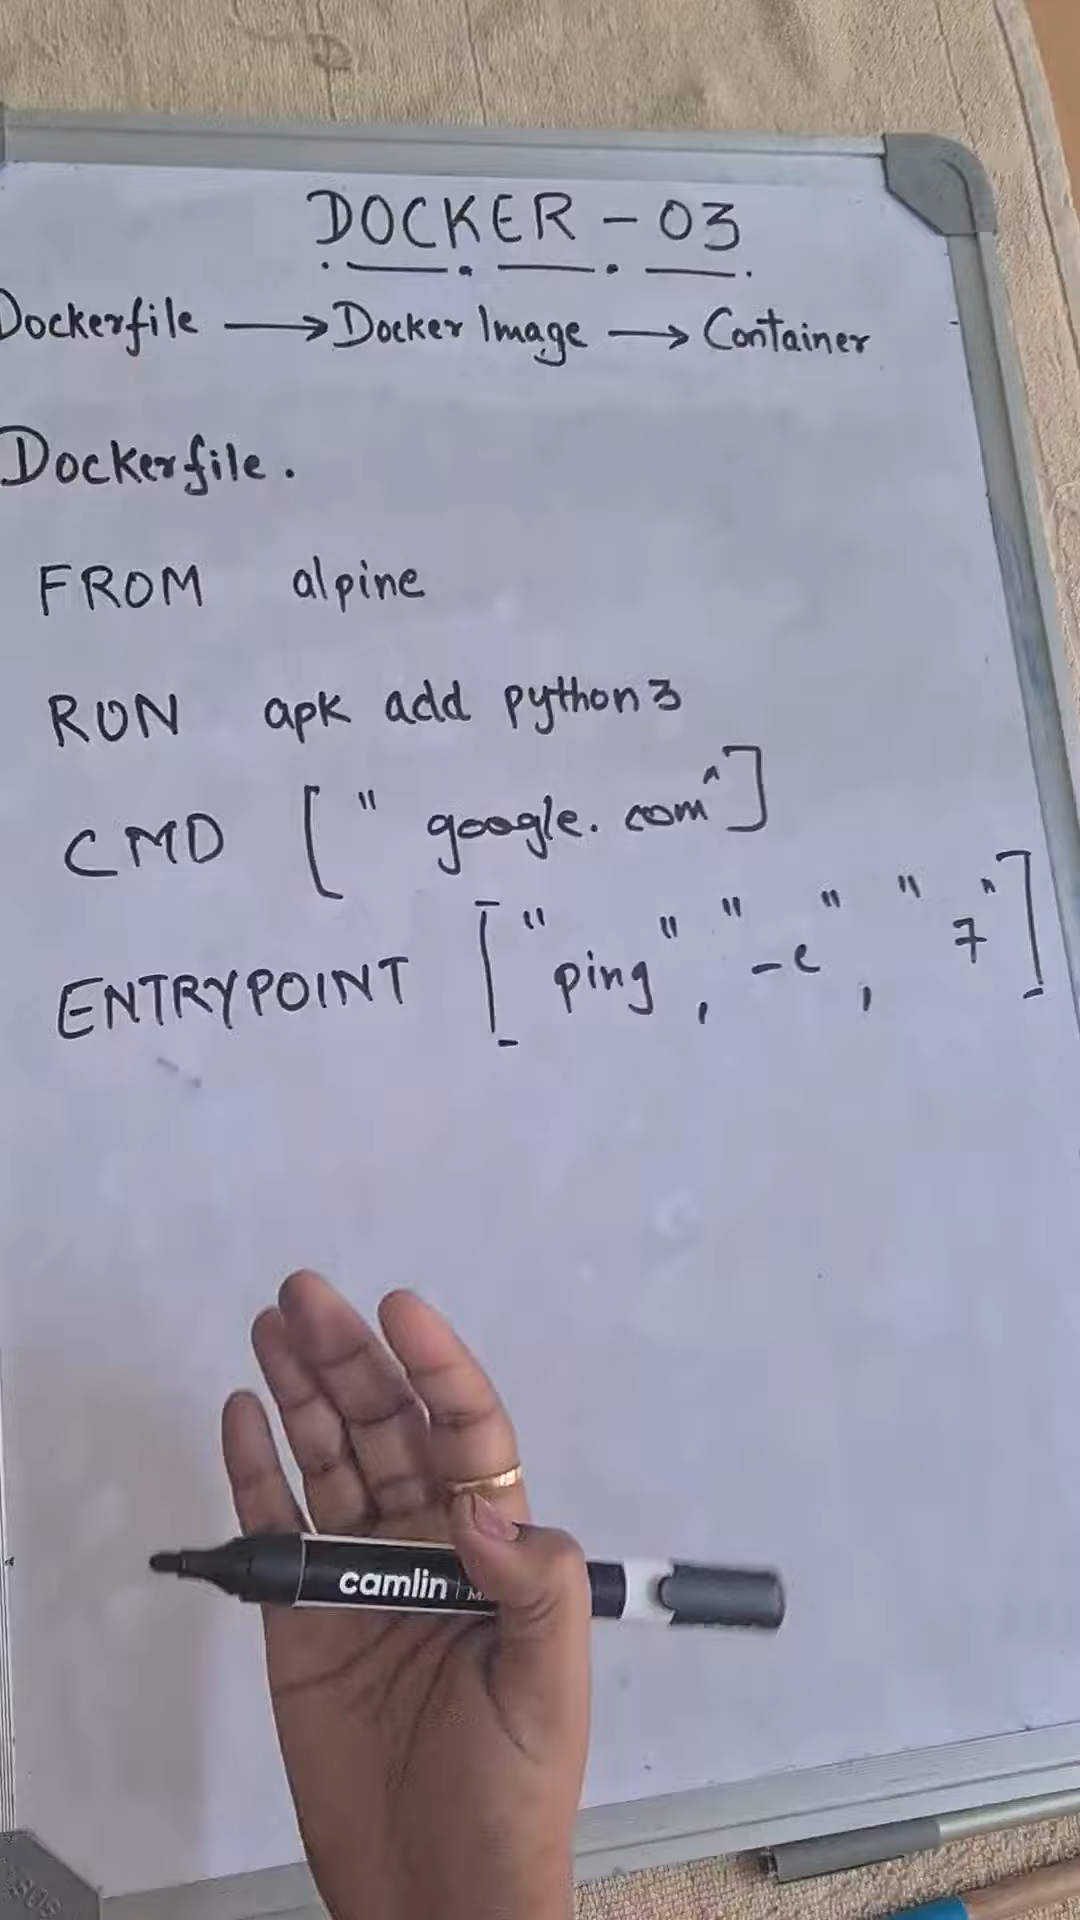 DOCKER - 03
Dockerfile → Docker Image → Container
Dockerfile.
FROM alpine
RUN apk add python3
CMD [" google.com"]
ENTRYPOINT ["ping", "-c", "7"]
camlin